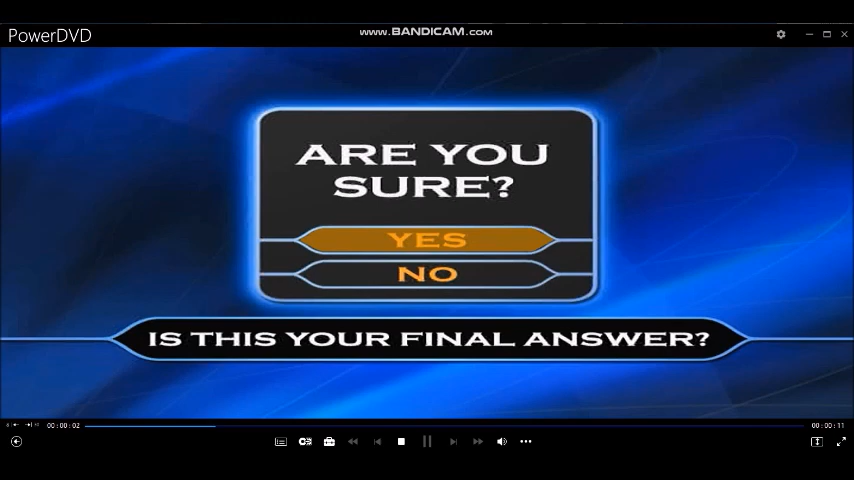 PowerDVD
www.BANDICAM.com
ARE YOU
SURE?
YES
NO
IS THIS YOUR FINAL ANSWER?
00:00:02
00:00:11